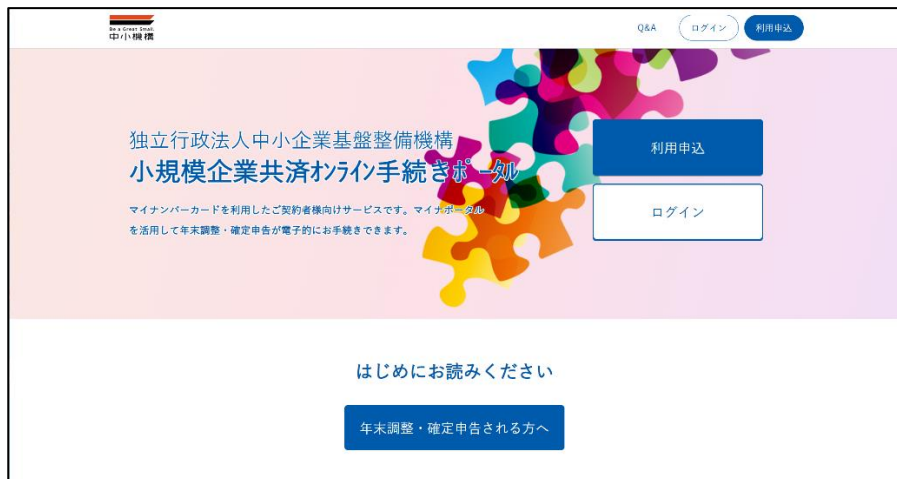 Be a Great Small.
中小機構
Q&A
ログイン
利用申込
独立行政法人中小企業基盤整備機構
小規模企業共済オンライン手続きポータル
マイナンバーカードを利用したご契約者様向けサービスです。マイナポータル
を活用して年末調整・確定申告が電子的にお手続きできます。
利用申込
ログイン
はじめにお読みください
年末調整・確定申告される方へ